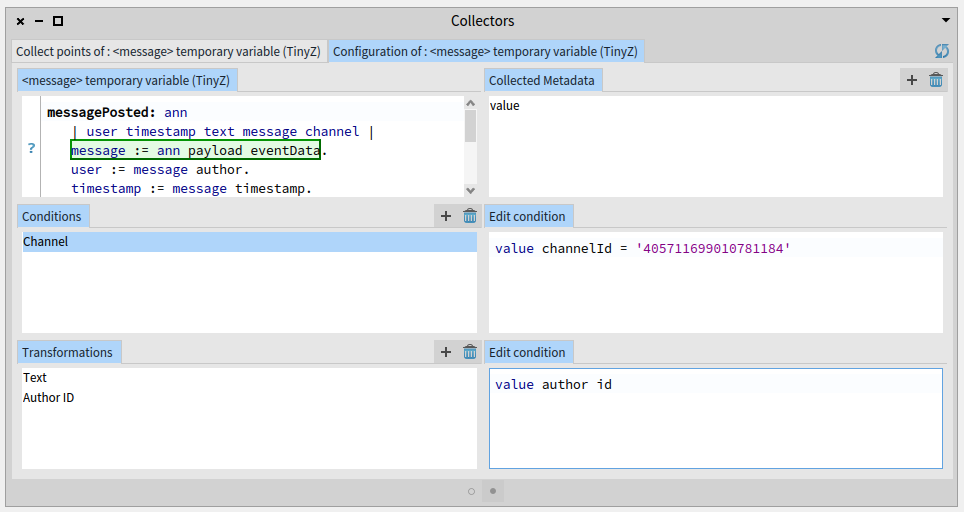 Collectors
Collect points of : <message> temporary variable (TinyZ)
Configuration of : <message> temporary variable (TinyZ)
<message> temporary variable (TinyZ)
Collected Metadata
messagePosted: ann
| user timestamp text message channel |
? message := ann payload eventData.
user := message author.
timestamp := message timestamp.
value
Conditions
Edit condition
Channel
value channelId = '405711699010781184'
Transformations
Edit condition
Text
Author ID
value author id